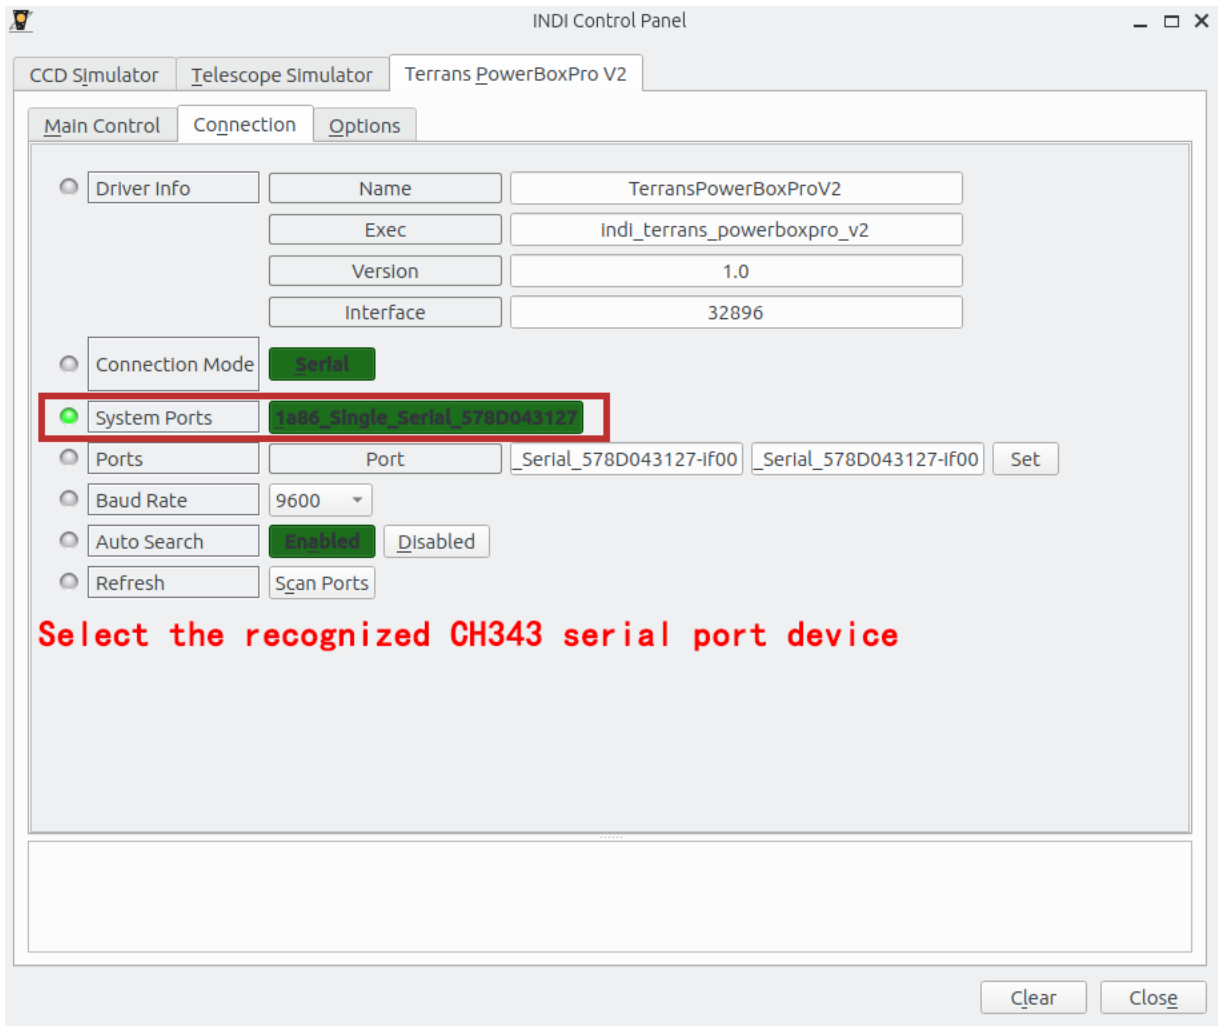 INDI Control Panel
CCD Simulator Telescope Simulator Terrans PowerBoxPro V2
Main Control Connection Options
Driver Info Name TerransPowerBoxProV2
Exec indi_terrans_powerboxpro_v2
Version 1.0
Interface 32896
Connection Mode Serial
System Ports 1a86_Single_Serial_578D043127
Ports Port _Serial_578D043127-if00 _Serial_578D043127-if00 Set
Baud Rate 9600
Auto Search Enabled Disabled
Refresh Scan Ports
Select the recognized CH343 serial port device
Clear Close